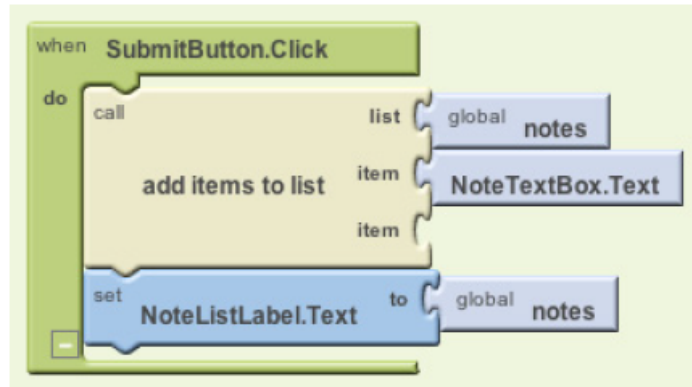 when SubmitButton.Click
do
call list global notes
add items to list item NoteTextBox.Text
item
set NoteListLabel.Text to global notes